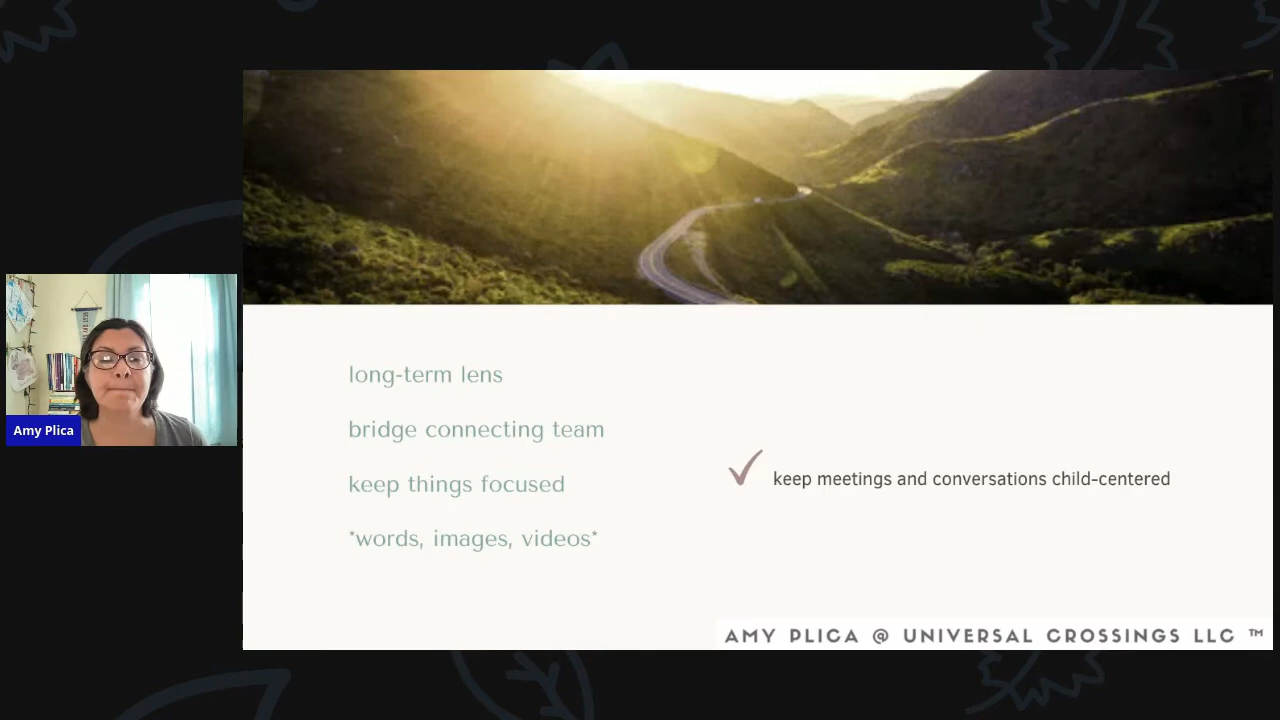 Amy Plica
long-term lens
bridge connecting team
keep things focused
*words, images, videos*
keep meetings and conversations child-centered
AMY PLICA @ UNIVERSAL CROSSINGS LLC ™